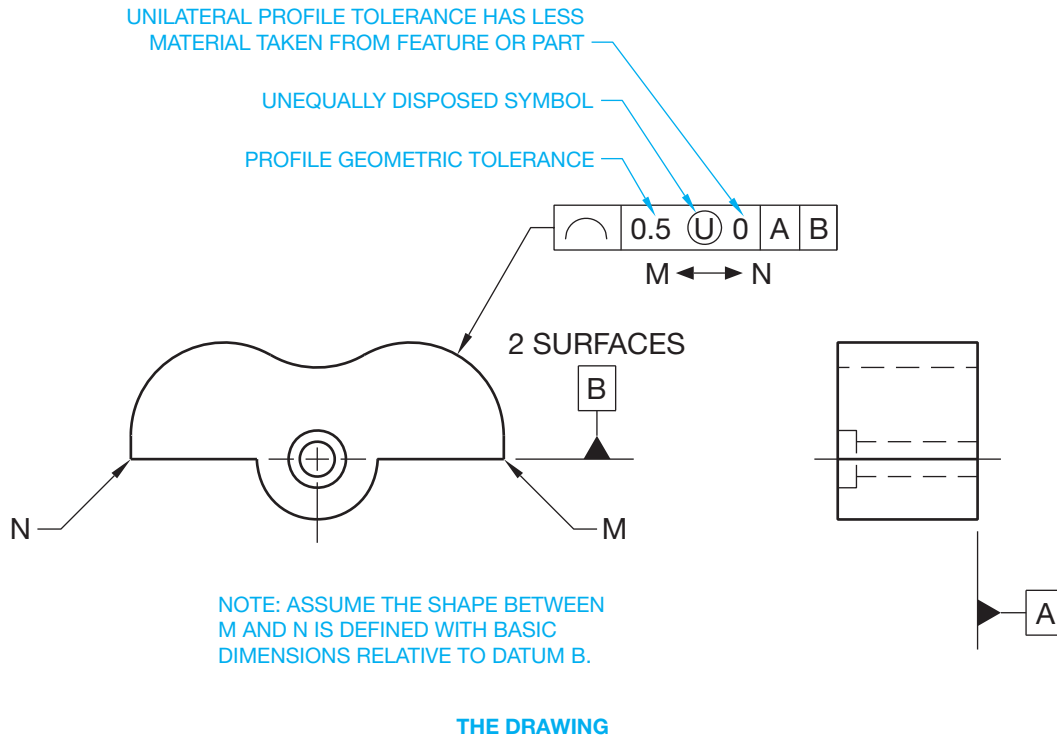 UNILATERAL PROFILE TOLERANCE HAS LESS
MATERIAL TAKEN FROM FEATURE OR PART
UNEQUALLY DISPOSED SYMBOL
PROFILE GEOMETRIC TOLERANCE
0.5 Ⓤ 0 A B
M N
2 SURFACES
B
N
M
A
NOTE: ASSUME THE SHAPE BETWEEN
M AND N IS DEFINED WITH BASIC
DIMENSIONS RELATIVE TO DATUM B.
THE DRAWING